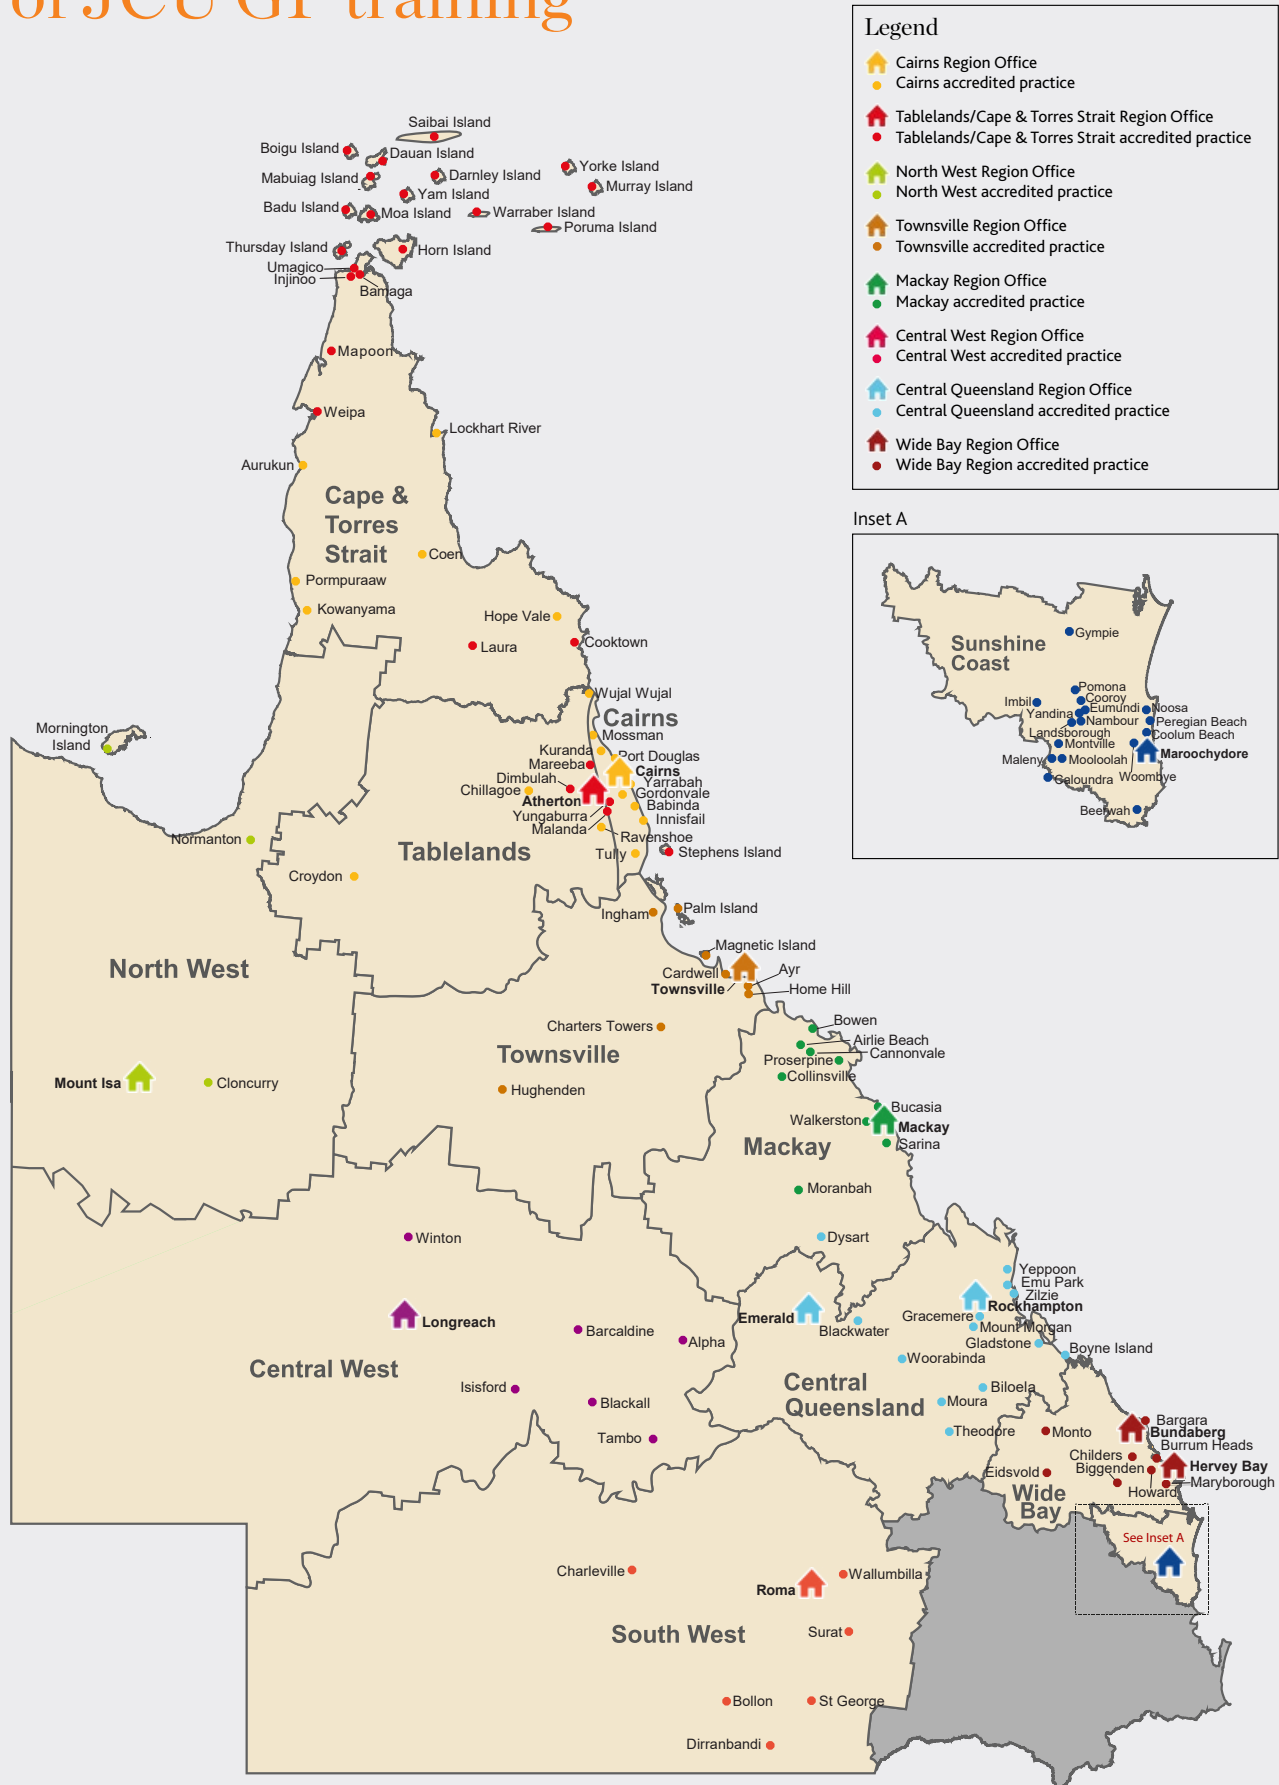 of JCU GP training
Legend
Cairns Region Office
Cairns accredited practice
Tablelands/Cape & Torres Strait Region Office
Tablelands/Cape & Torres Strait accredited practice
North West Region Office
North West accredited practice
Townsville Region Office
Townsville accredited practice
Mackay Region Office
Mackay accredited practice
Central West Region Office
Central West accredited practice
Central Queensland Region Office
Central Queensland accredited practice
Wide Bay Region Office
Wide Bay Region accredited practice
Inset A
Sunshine
Coast
Gympie
Pomona
Cooroy
Imbil
Eumundi
Noosa
Yandina
Nambour
Peregian Beach
Landsborough
Coolum Beach
Montville
Maroochydore
Maleny
Mooloolah
Woombye
Caloundra
Beerwah
Saibai Island
Boigu Island
Dauan Island
Yorke Island
Mabuiag Island
Darnley Island
Murray Island
Yam Island
Badu Island
Moa Island
Warraber Island
Poruma Island
Thursday Island
Horn Island
Umagico
Injinoo
Bamaga
Mapoon
Weipa
Lockhart River
Aurukun
Cape &
Torres
Strait
Coen
Pormpuraaw
Kowanyama
Hope Vale
Laura
Cooktown
Wujal Wujal
Cairns
Mossman
Mornington
Island
Kuranda
Port Douglas
Mareeba
Cairns
Dimbulah
Yarrabah
Chillagoe
Gordonvale
Atherton
Babinda
Yungaburra
Innisfail
Malanda
Ravenshoe
Normanton
Tablelands
Tully
Stephens Island
Croydon
Ingham
Palm Island
Magnetic Island
North West
Cardwell
Ayr
Townsville
Home Hill
Bowen
Charters Towers
Airlie Beach
Cannonvale
Townsville
Proserpine
Collinsville
Mount Isa
Cloncurry
Hughenden
Bucasia
Walkerston
Mackay
Mackay
Sarina
Moranbah
Winton
Dysart
Yeppoon
Emu Park
Zilzie
Rockhampton
Longreach
Emerald
Gracemere
Blackwater
Mount Morgan
Barcaldine
Alpha
Gladstone
Boyne Island
Central West
Woorabinda
Central
Queensland
Isisford
Biloela
Blackall
Moura
Tambo
Theodore
Monto
Bargara
Bundaberg
Burrum Heads
Childers
Hervey Bay
Biggenden
Eidsvold
Maryborough
Howard
Wide
Bay
See Inset A
Charleville
Wallumbilla
Roma
South West
Surat
Bollon
St George
Dirranbandi